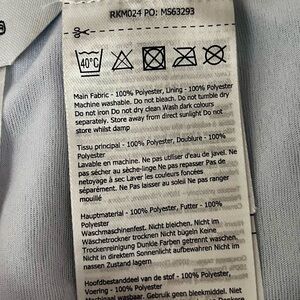 RKM024 PO: MS63293
40°C
Main Fabric - 100% Polyester, Lining - 100% Polyester
Machine washable. Do not bleach. Do not tumble dry
Do not iron Do not dry clean Wash dark colours
separately. Store away from direct sunlight Do not
store whilst damp
Tissu principal - 100% Polyester, Doublure - 100%
Polyester
Lavable en machine. Ne pas utiliser d'eau de javel. Ne
pas sécher au sèche-linge Ne pas repasser Pas de
nettoyage à sec Laver les couleurs foncées
séparément. Ne pas laisser au soleil Ne pas ranger
mouillé
Hauptmaterial - 100% Polyester, Futter - 100%
Polyester
Waschmaschinenfest. Nicht bleichen. Nicht im
Wäschetrockner trocknen Nicht bügeln Keine
Trockenreinigung Dunkle Farben getrennt waschen.
Nicht in direktem Sonnenlicht aufbewahren Nicht in
nassen Zustand lagern
Hoofdbestanddeel van de stof - 100% Polyester,
Voering - 100% Polyester
Machinewasbaar. Gebruik geen bleekmiddel. Niet